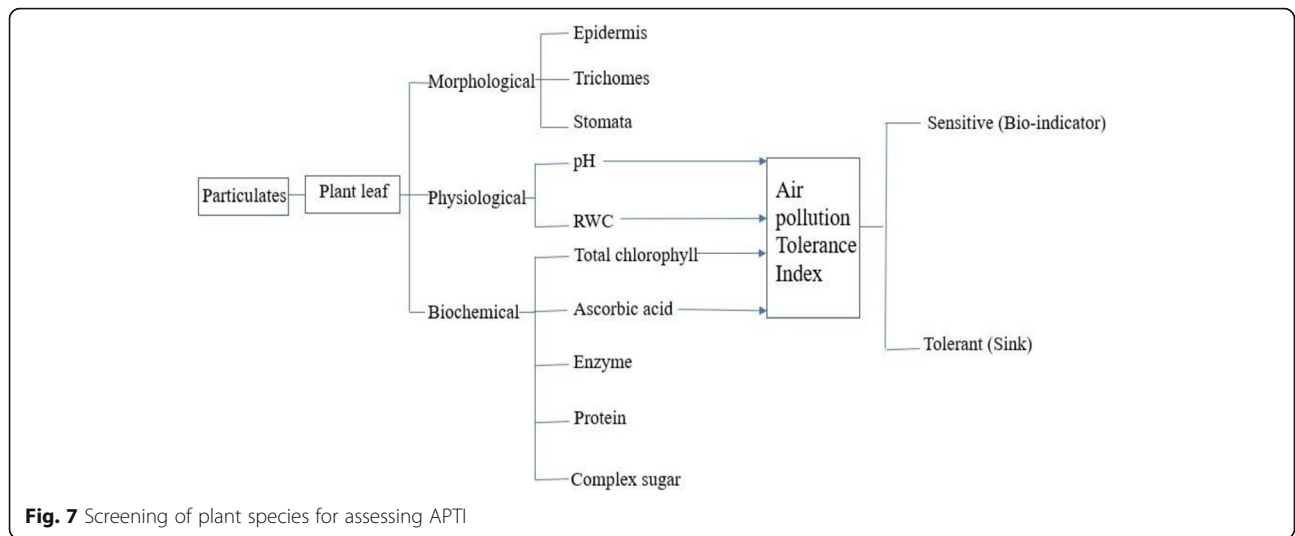 Epidermis
Morphological
Trichomes
Stomata
Particulates
Plant leaf
Physiological
pH
RWC
Biochemical
Total chlorophyll
Ascorbic acid
Enzyme
Protein
Complex sugar
Air
pollution
Tolerance
Index
Sensitive (Bio-indicator)
Tolerant (Sink)
Fig. 7 Screening of plant species for assessing APTI